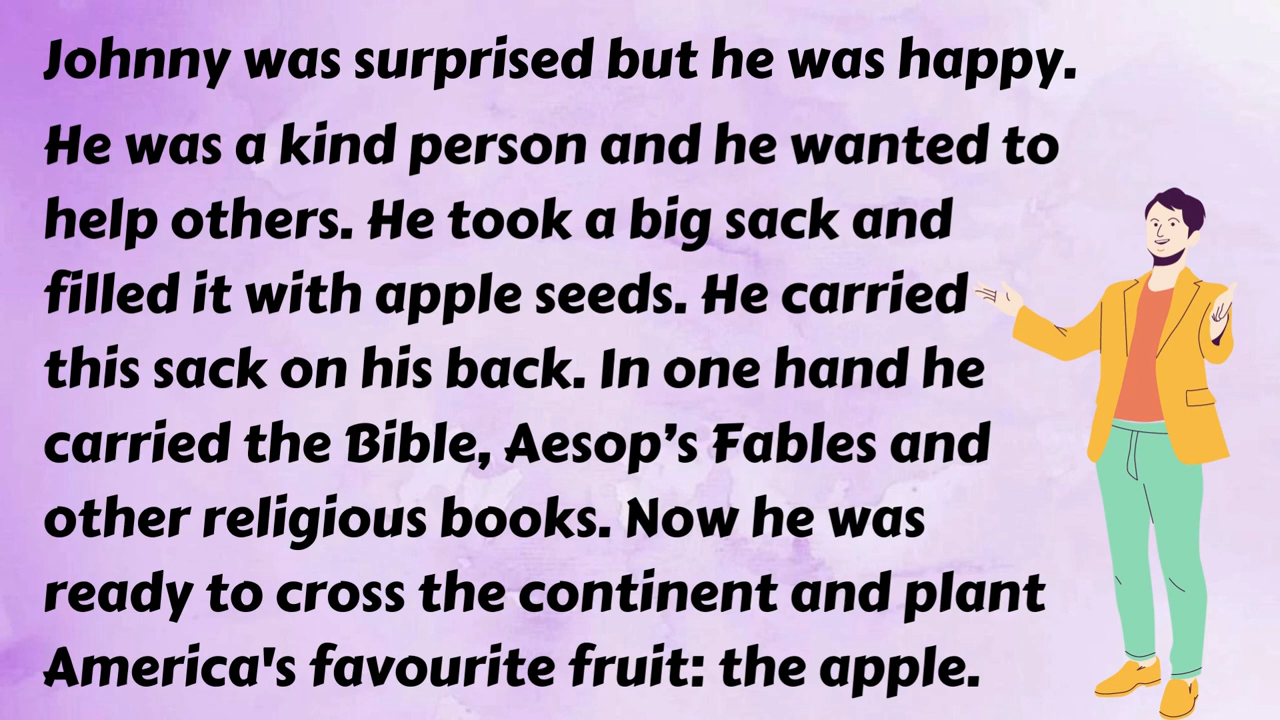 Johnny was surprised but he was happy.
He was a kind person and he wanted to
help others. He took a big sack and
filled it with apple seeds. He carried
this sack on his back. In one hand he
carried the Bible, Aesop’s Fables and
other religious books. Now he was
ready to cross the continent and plant
America's favourite fruit: the apple.